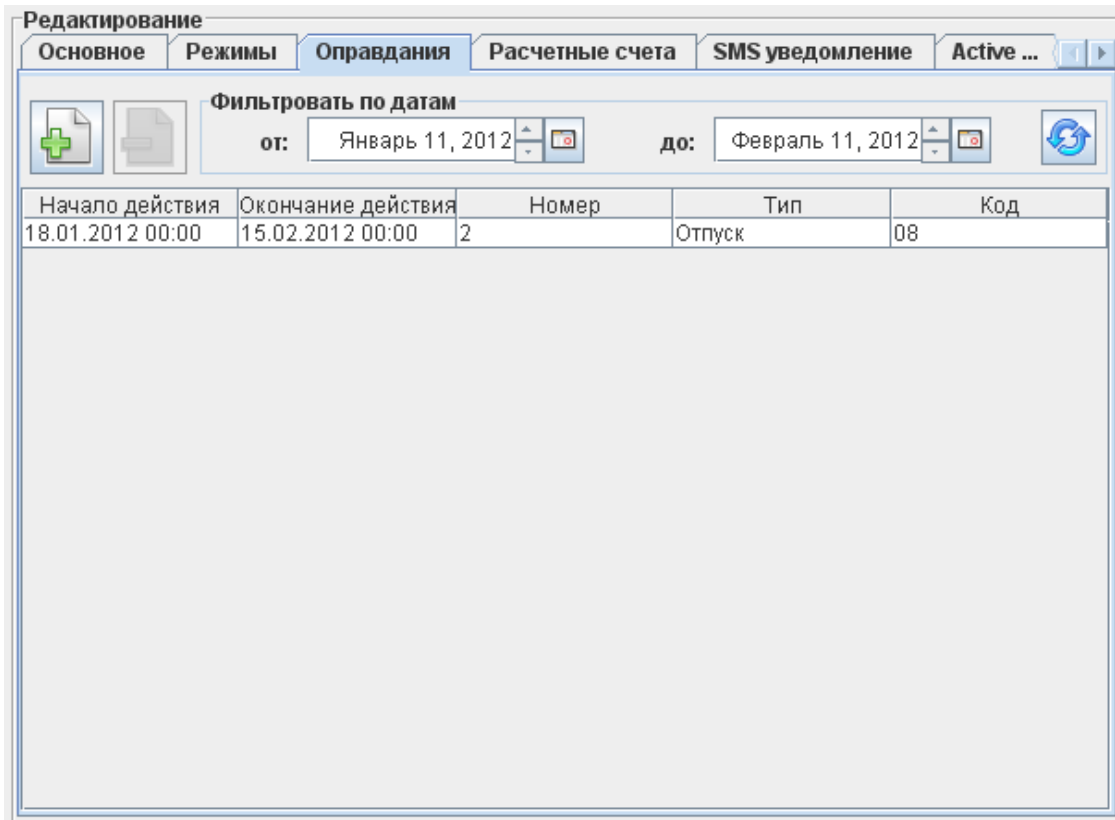 Редактирование
Основное Режимы Оправдания Расчетные счета SMS уведомление Active ...
Фильтровать по датам
от: Январь 11, 2012 до: Февраль 11, 2012
Начало действия Окончание действия Номер Тип Код
18.01.2012 00:00 15.02.2012 00:00 2 Отпуск 08